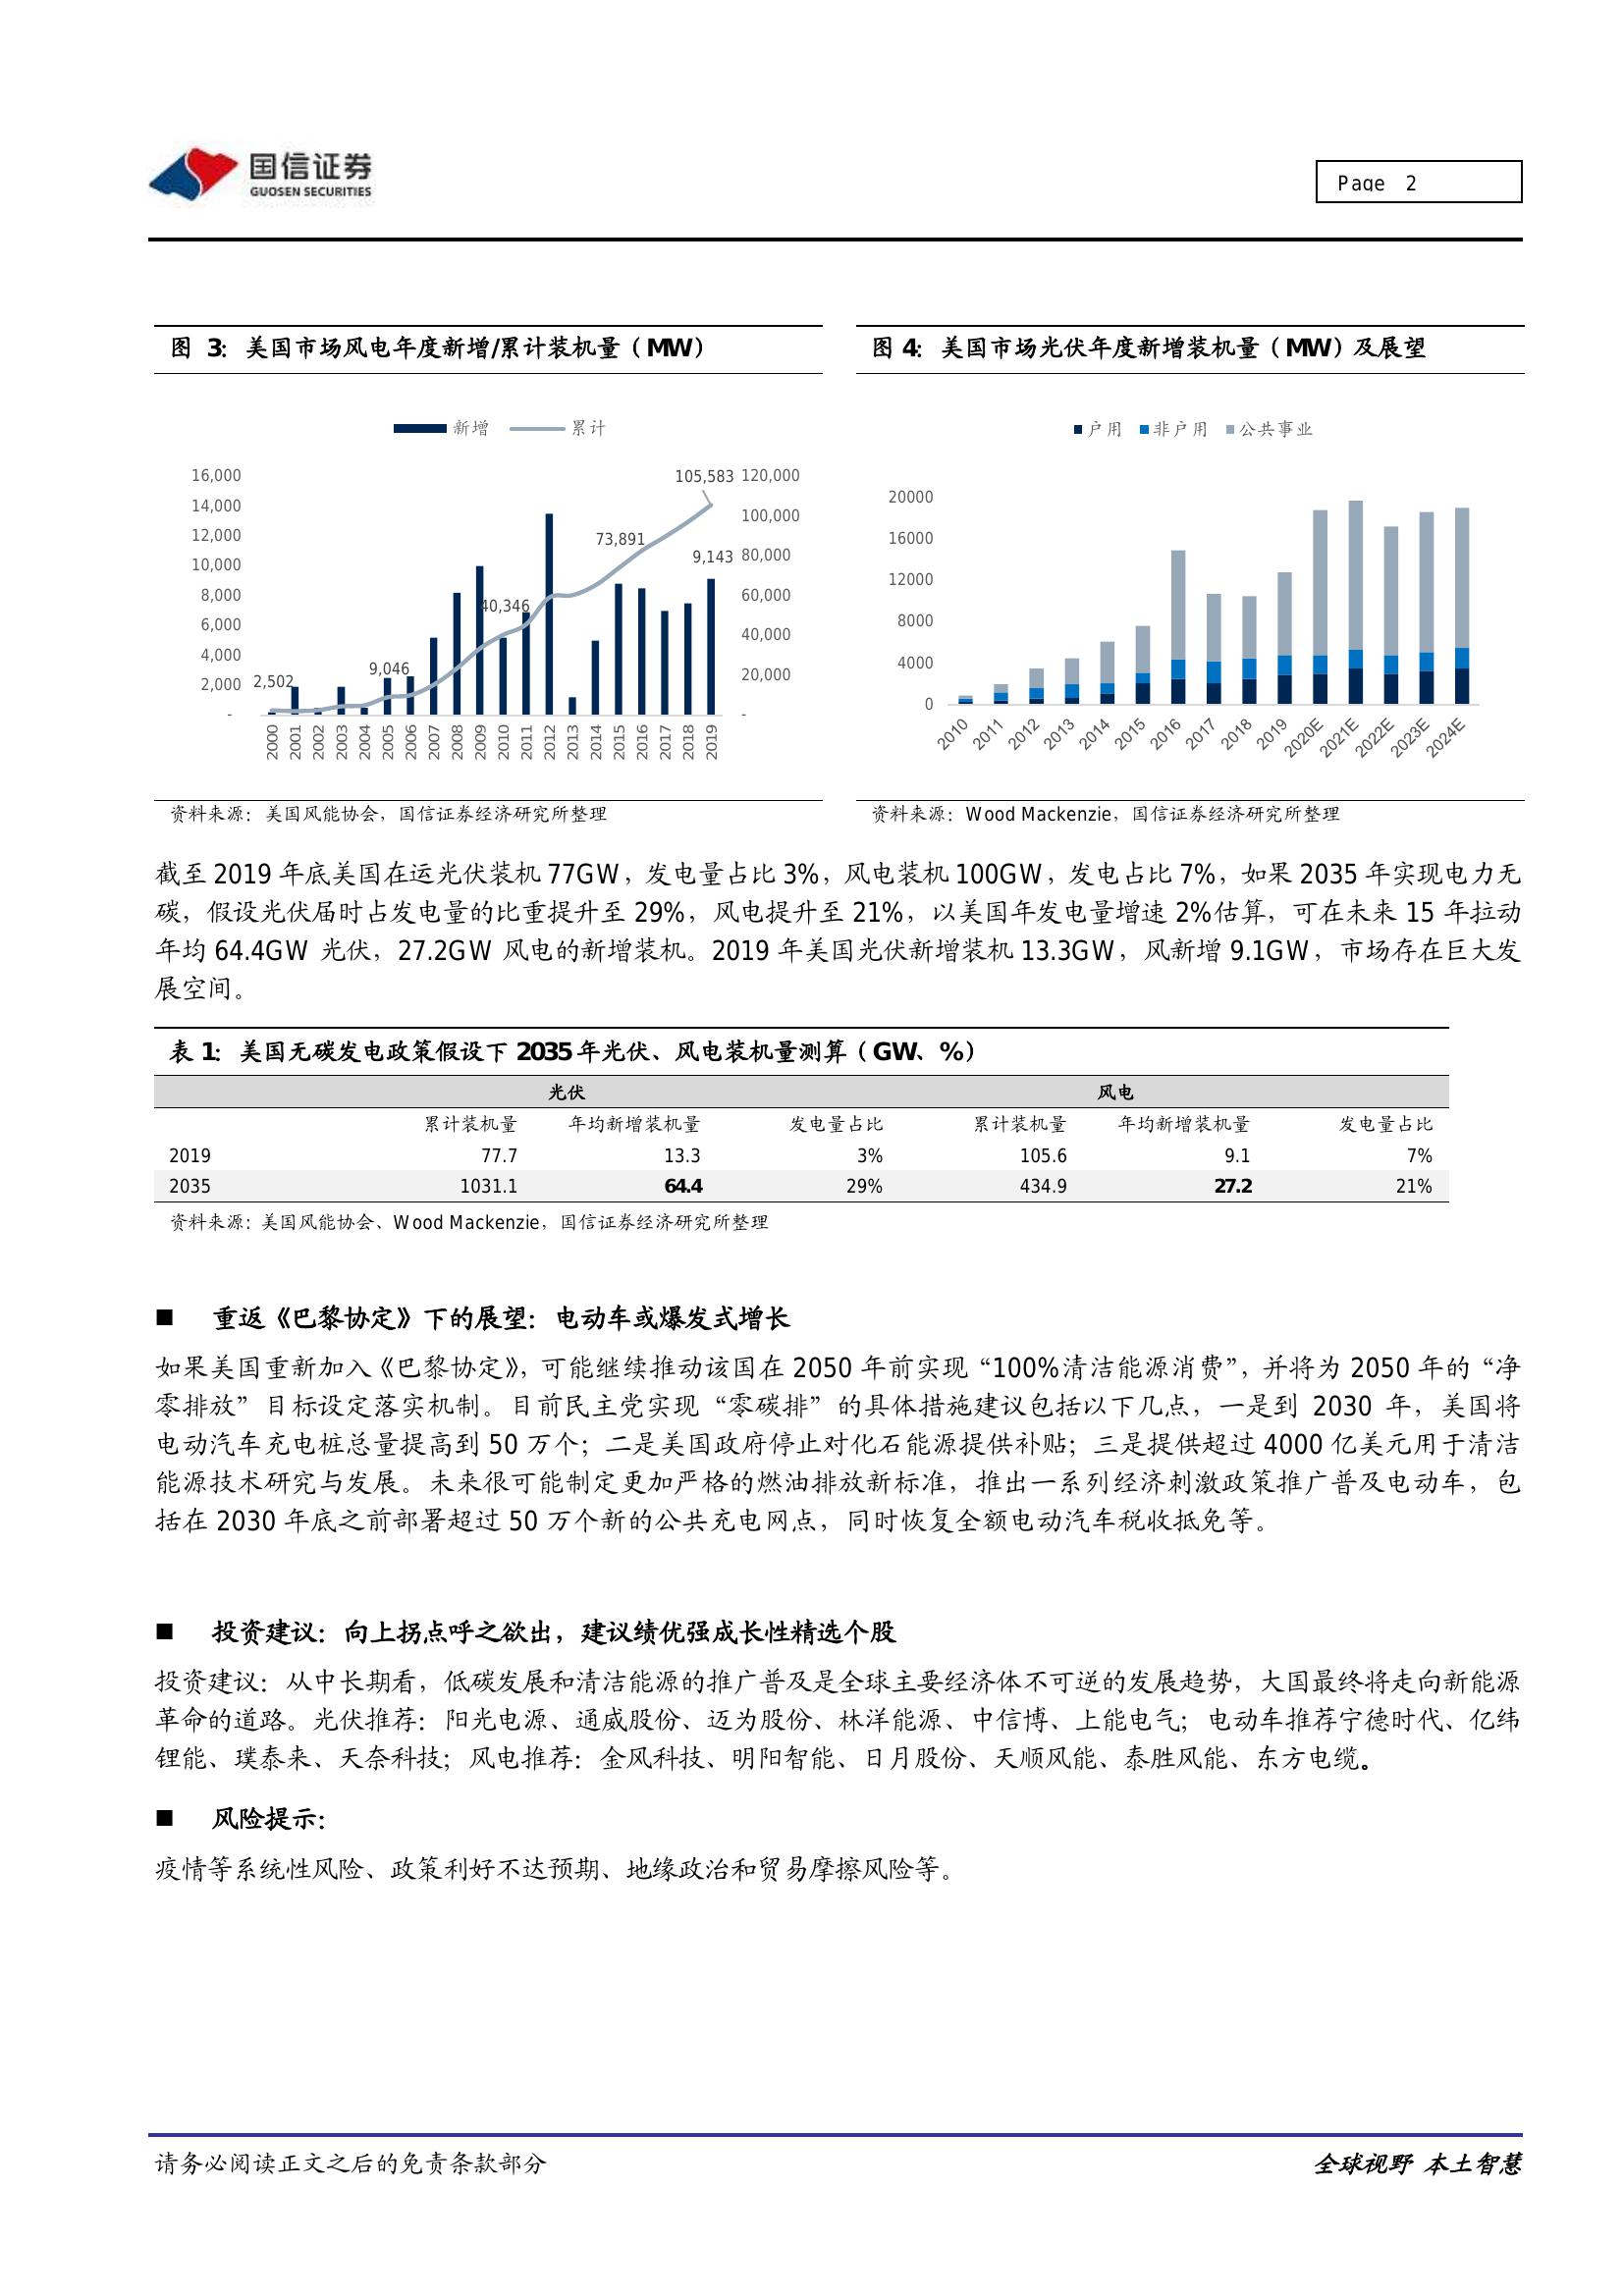 国信证券
GUOSEN SECURITIES
Page 2
图 3：美国市场风电年度新增/累计装机量（MW）
新增 累计
16,000
14,000
12,000
10,000
8,000
6,000
4,000
2,000
-
120,000
100,000
80,000
60,000
40,000
20,000
-
2,502
9,046
40,346
73,891
105,583
9,143
2000 2001 2002 2003 2004 2005 2006 2007 2008 2009 2010 2011 2012 2013 2014 2015 2016 2017 2018 2019
资料来源：美国风能协会，国信证券经济研究所整理
图 4：美国市场光伏年度新增装机量（MW）及展望
户用 非户用 公共事业
20000
16000
12000
8000
4000
0
2010 2011 2012 2013 2014 2015 2016 2017 2018 2019 2020E 2021E 2022E 2023E 2024E
资料来源：Wood Mackenzie，国信证券经济研究所整理
截至 2019 年底美国在运光伏装机 77GW，发电量占比 3%，风电装机 100GW，发电占比 7%，如果 2035 年实现电力无
碳，假设光伏届时占发电量的比重提升至 29%，风电提升至 21%，以美国年发电量增速 2%估算，可在未来 15 年拉动
年均 64.4GW 光伏，27.2GW 风电的新增装机。2019 年美国光伏新增装机 13.3GW，风新增 9.1GW，市场存在巨大发
展空间。
表 1：美国无碳发电政策假设下 2035 年光伏、风电装机量测算（GW、%）
光伏 风电
累计装机量 年均新增装机量 发电量占比 累计装机量 年均新增装机量 发电量占比
2019 77.7 13.3 3% 105.6 9.1 7%
2035 1031.1 64.4 29% 434.9 27.2 21%
资料来源：美国风能协会、Wood Mackenzie，国信证券经济研究所整理
■ 重返《巴黎协定》下的展望：电动车或爆发式增长
如果美国重新加入《巴黎协定》，可能继续推动该国在 2050 年前实现“100%清洁能源消费”，并将为 2050 年的“净
零排放”目标设定落实机制。目前民主党实现“零碳排”的具体措施建议包括以下几点，一是到 2030 年，美国将
电动汽车充电桩总量提高到 50 万个；二是美国政府停止对化石能源提供补贴；三是提供超过 4000 亿美元用于清洁
能源技术研究与发展。未来很可能制定更加严格的燃油排放新标准，推出一系列经济刺激政策推广普及电动车，包
括在 2030 年底之前部署超过 50 万个新的公共充电网点，同时恢复全额电动汽车税收抵免等。
■ 投资建议：向上拐点呼之欲出，建议绩优强成长性精选个股
投资建议：从中长期看，低碳发展和清洁能源的推广普及是全球主要经济体不可逆的发展趋势，大国最终将走向新能源
革命的道路。光伏推荐：阳光电源、通威股份、迈为股份、林洋能源、中信博、上能电气；电动车推荐宁德时代、亿纬
锂能、璞泰来、天奈科技；风电推荐：金风科技、明阳智能、日月股份、天顺风能、泰胜风能、东方电缆。
■ 风险提示：
疫情等系统性风险、政策利好不达预期、地缘政治和贸易摩擦风险等。
请务必阅读正文之后的免责条款部分
全球视野 本土智慧